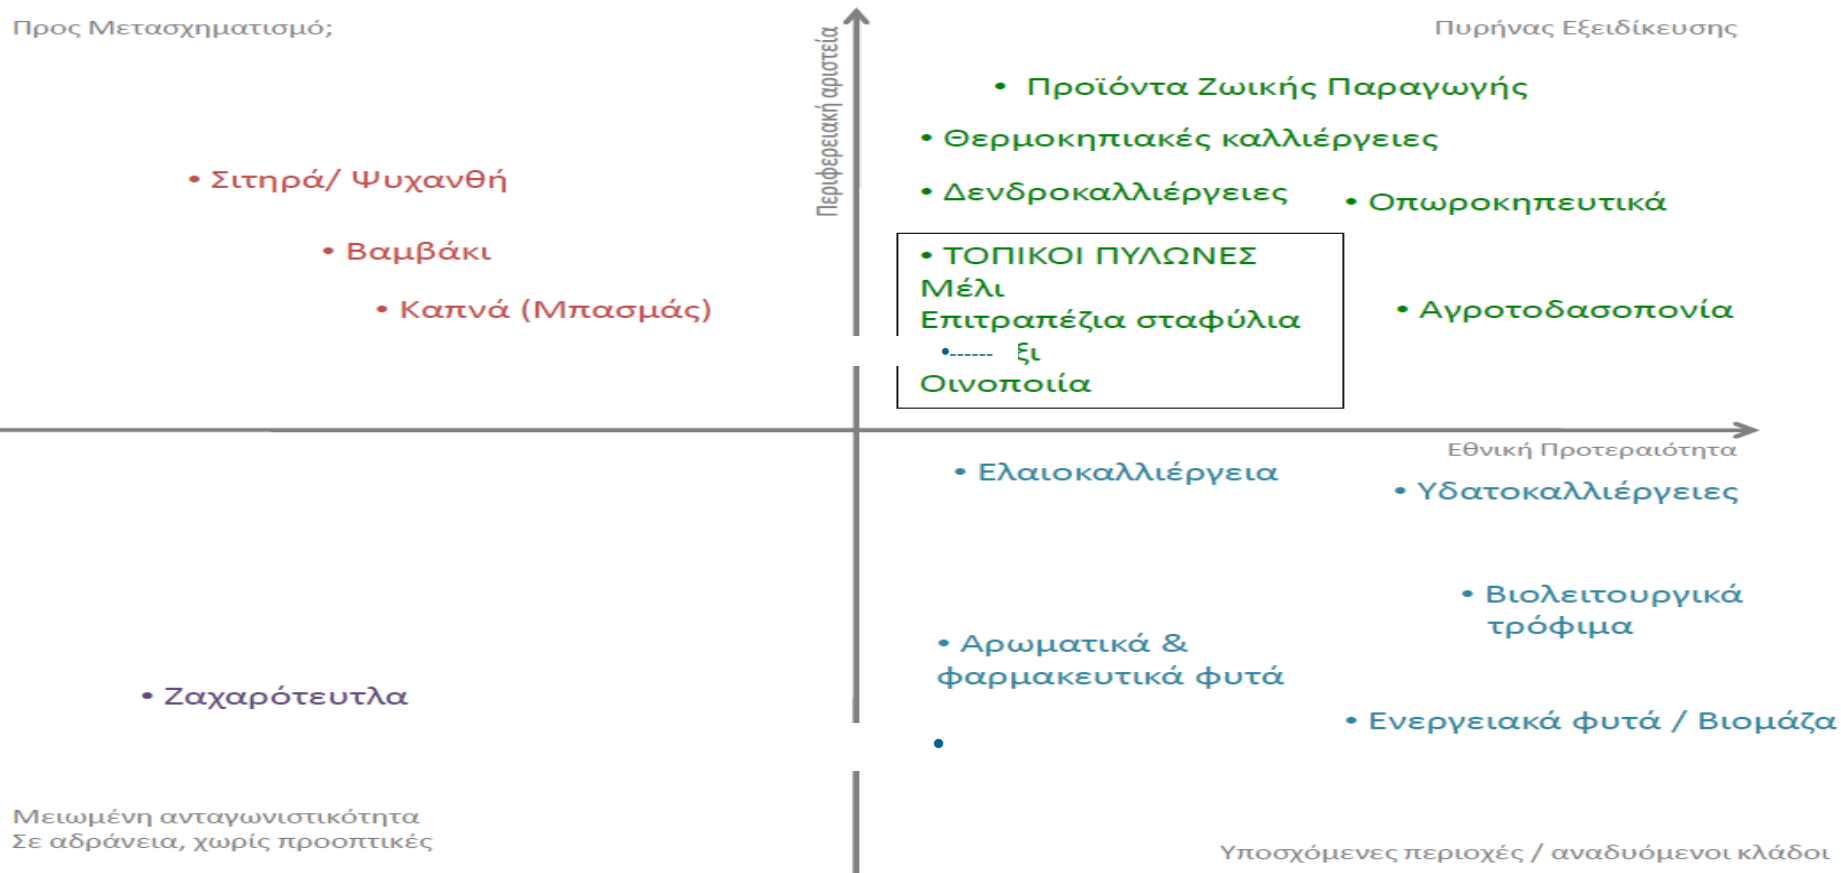 Προς Μετασχηματισμό;
Πυρήνας Εξειδίκευσης
Περιφερειακή αριστεία
• Προϊόντα Ζωικής Παραγωγής
• Θερμοκηπιακές καλλιέργειες
• Σιτηρά/ Ψυχανθή
• Δενδροκαλλιέργειες
• Οπωροκηπευτικά
• Βαμβάκι
• ΤΟΠΙΚΟΙ ΠΥΛΩΝΕΣ
Μέλι
Επιτραπέζια σταφύλια
•------ ξι
Οινοποιία
• Καπνά (Μπασμάς)
• Αγροτοδασοπονία
Εθνική Προτεραιότητα
• Ελαιοκαλλιέργεια
• Υδατοκαλλιέργειες
• Βιολειτουργικά
τρόφιμα
• Αρωματικά &
φαρμακευτικά φυτά
• Ζαχαρότευτλα
• Ενεργειακά φυτά / Βιομάζα
•
Μειωμένη ανταγωνιστικότητα
Σε αδράνεια, χωρίς προοπτικές
Υποσχόμενες περιοχές / αναδυόμενοι κλάδοι